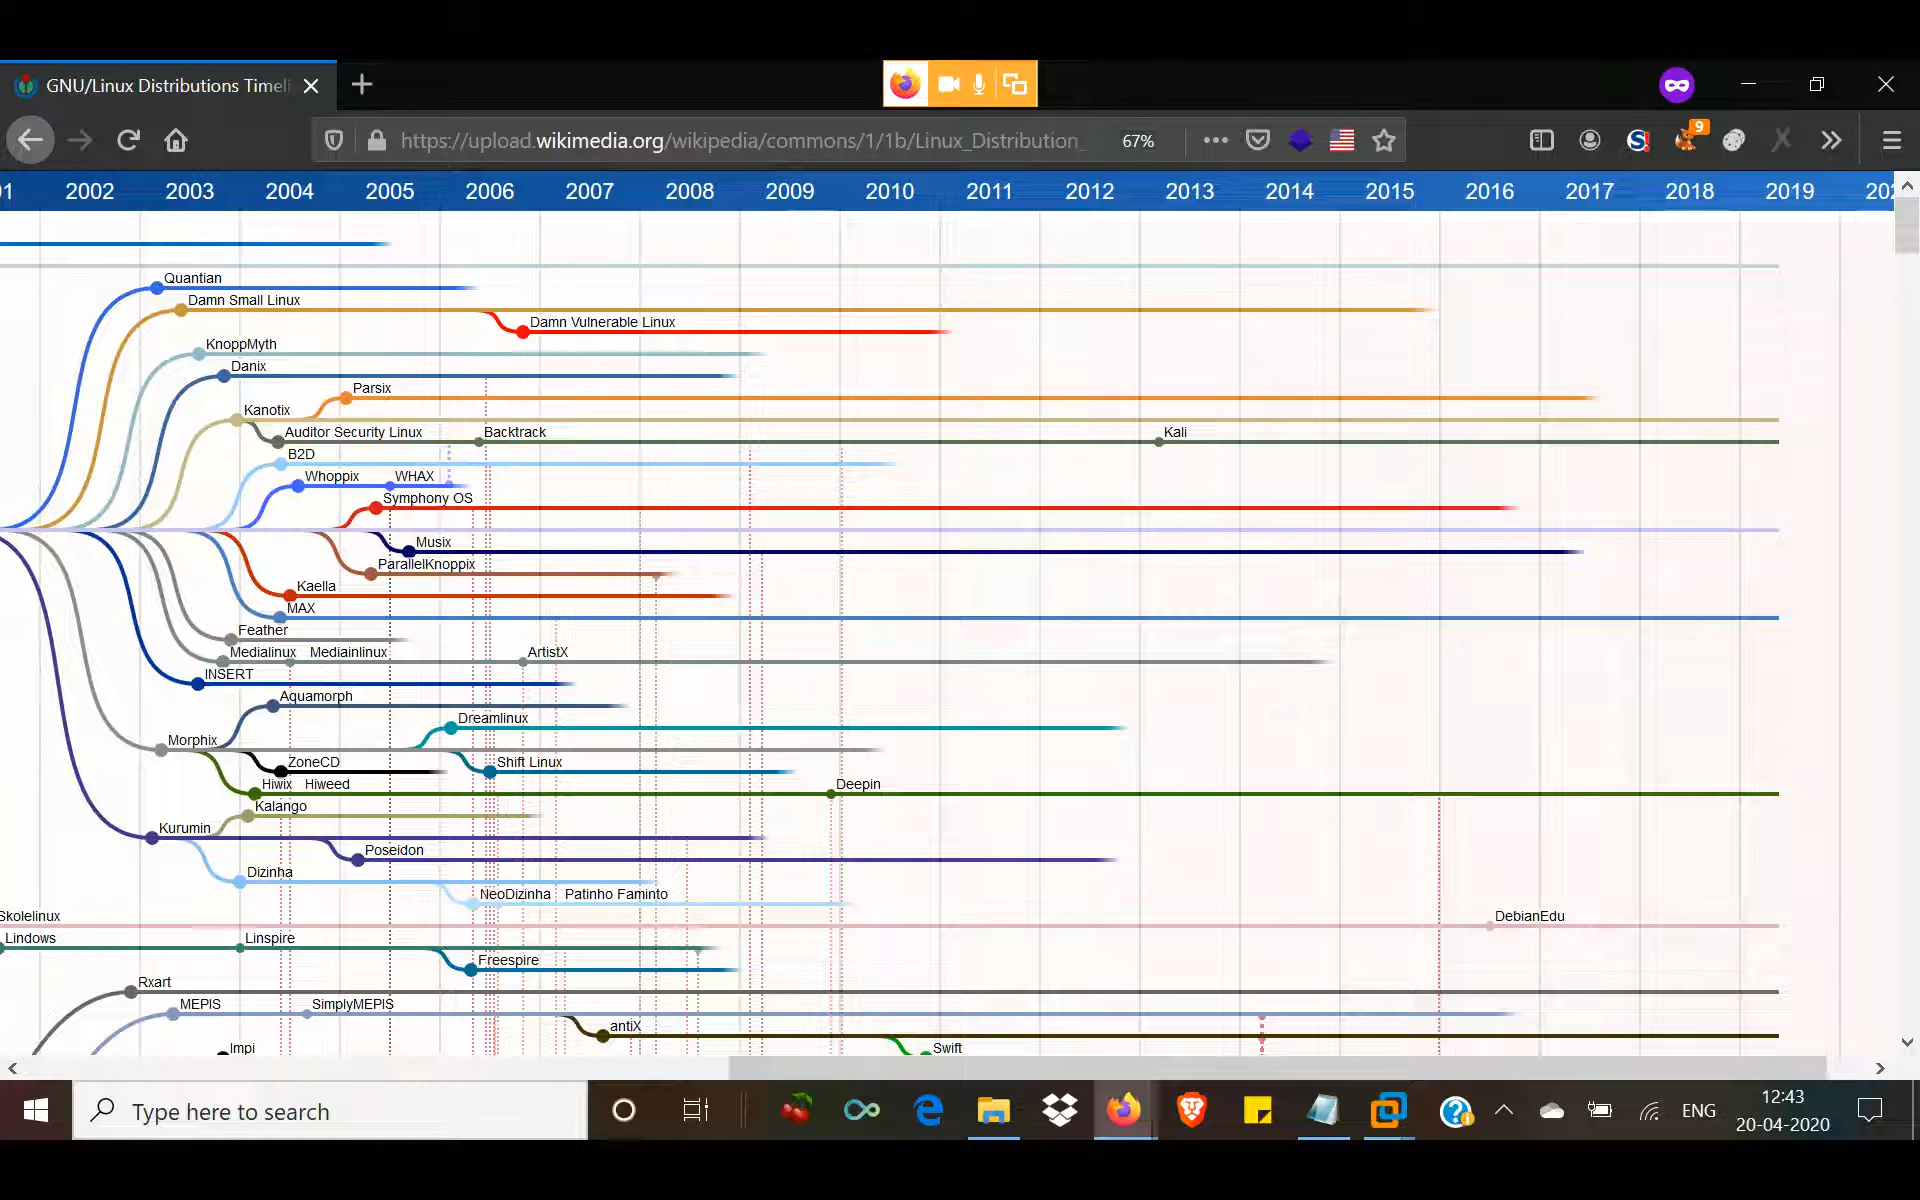 GNU/Linux Distributions Timeli
https://upload.wikimedia.org/wikipedia/commons/1/1b/Linux_Distribution_
67%
9
01 2002 2003 2004 2005 2006 2007 2008 2009 2010 2011 2012 2013 2014 2015 2016 2017 2018 2019 202
Quantian
Damn Small Linux
Damn Vulnerable Linux
KnoppMyth
Danix
Parsix
Kanotix
Auditor Security Linux Backtrack Kali
B2D
Whoppix WHAX
Symphony OS
Musix
ParallelKnoppix
Kaella
MAX
Feather
Medialinux Mediainlinux ArtistX
INSERT
Aquamorph
Dreamlinux
Morphix
ZoneCD Shift Linux
Hiwix Hiweed Deepin
Kalango
Kurumin
Poseidon
Dizinha
NeoDizinha Patinho Faminto
Skolelinux DebianEdu
Lindows Linspire
Freespire
Rxart
MEPIS SimplyMEPIS
antiX
Impi Swift
Type here to search
ENG
12:43
20-04-2020